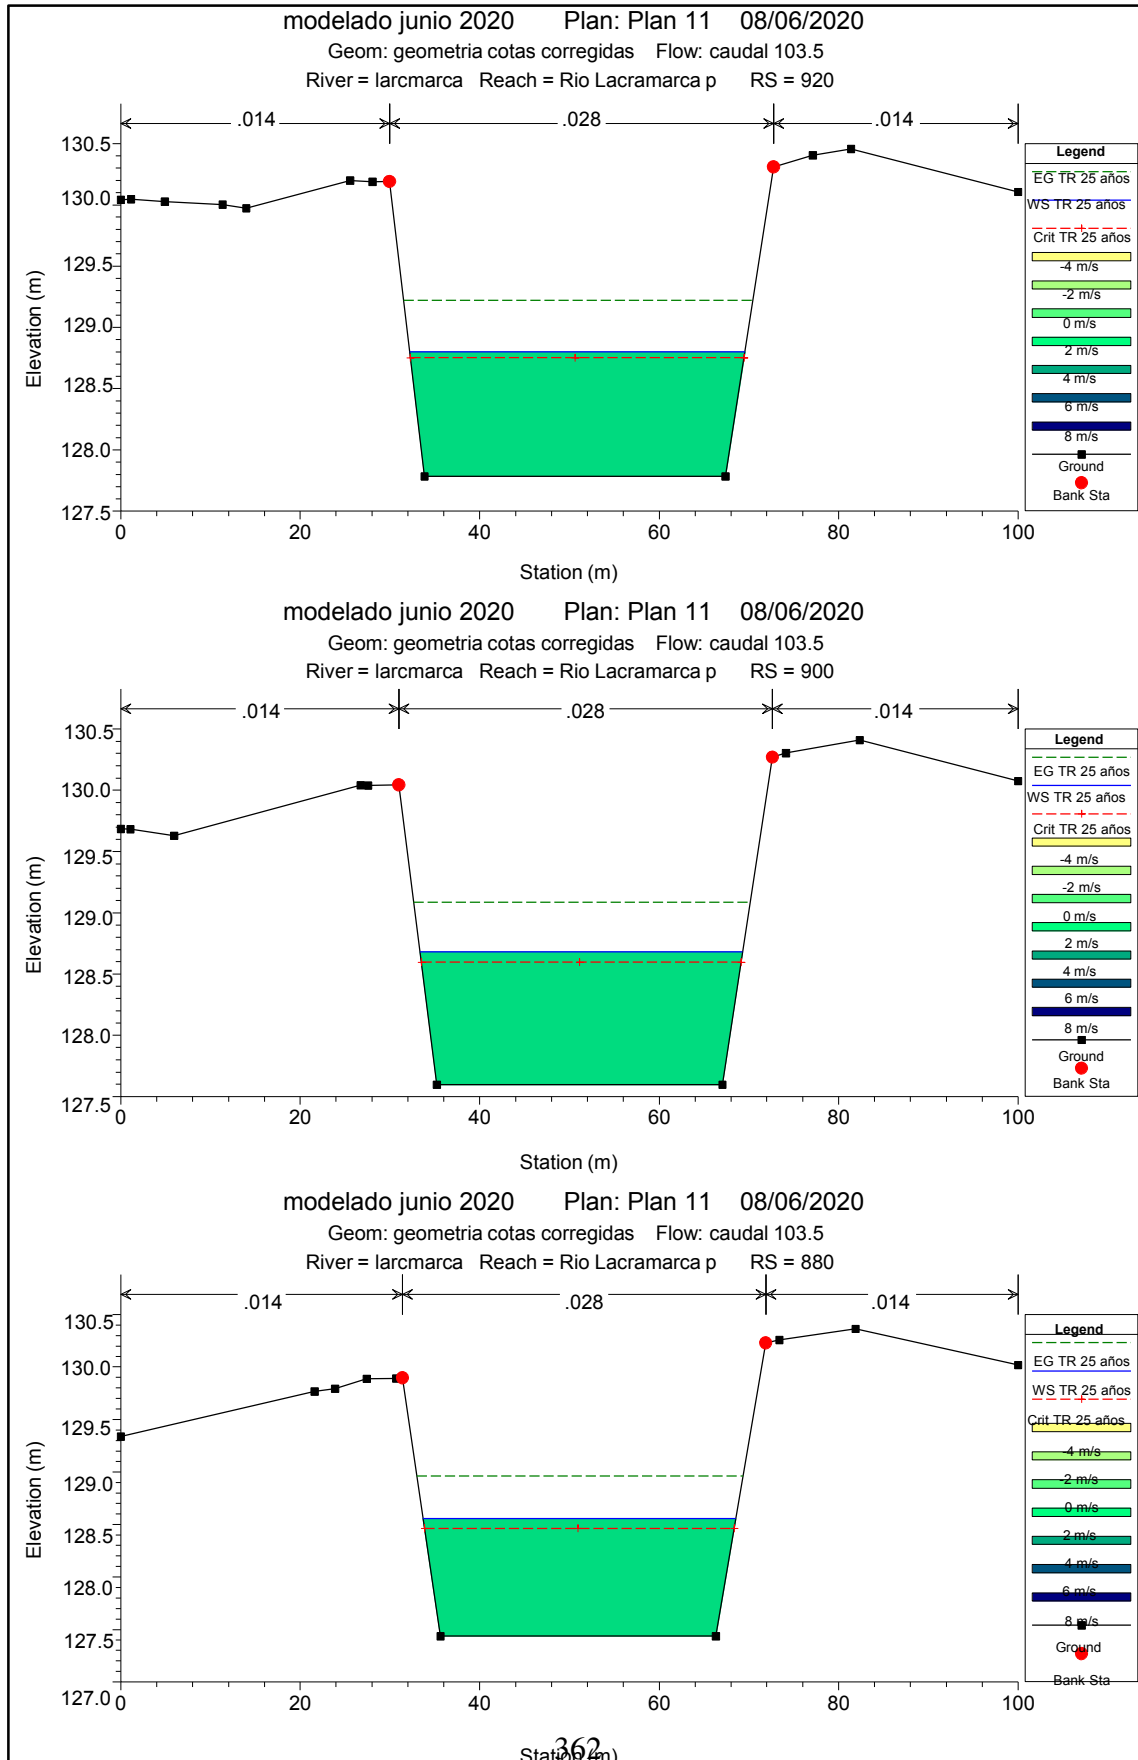 modelado junio 2020 Plan: Plan 11 08/06/2020
Geom: geometria cotas corregidas Flow: caudal 103.5
River = larcmarca Reach = Rio Lacramarca p RS = 920
.014 .028 .014
130.5
130.0
129.5
129.0
128.5
128.0
127.5
Elevation (m)
0 20 40 60 80 100
Station (m)
Legend
EG TR 25 años
WS TR 25 años
Crit TR 25 años
-4 m/s
-2 m/s
0 m/s
2 m/s
4 m/s
6 m/s
8 m/s
Ground
Bank Sta
modelado junio 2020 Plan: Plan 11 08/06/2020
Geom: geometria cotas corregidas Flow: caudal 103.5
River = larcmarca Reach = Rio Lacramarca p RS = 900
.014 .028 .014
130.5
130.0
129.5
129.0
128.5
128.0
127.5
Elevation (m)
0 20 40 60 80 100
Station (m)
Legend
EG TR 25 años
WS TR 25 años
Crit TR 25 años
-4 m/s
-2 m/s
0 m/s
2 m/s
4 m/s
6 m/s
8 m/s
Ground
Bank Sta
modelado junio 2020 Plan: Plan 11 08/06/2020
Geom: geometria cotas corregidas Flow: caudal 103.5
River = larcmarca Reach = Rio Lacramarca p RS = 880
.014 .028 .014
130.5
130.0
129.5
129.0
128.5
128.0
127.5
127.0
Elevation (m)
0 20 40 60 80 100
Station (m)
Legend
EG TR 25 años
WS TR 25 años
Crit TR 25 años
-4 m/s
-2 m/s
0 m/s
2 m/s
4 m/s
6 m/s
8 m/s
Ground
Bank Sta
362